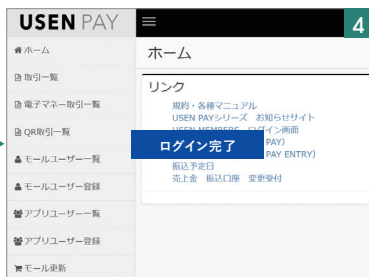 USEN PAY
4
ホーム
取引一覧
電子マネー取引一覧
QR取引一覧
モールユーザー一覧
モールユーザー登録
アプリユーザー一覧
アプリユーザー登録
モール更新
ホーム
リンク
規約・各種マニュアル
USEN PAYシリーズ お知らせサイト
USEN MEMBERS ログイン画面
PAY)
PAY ENTRY)
ログイン完了
振込予定日
売上金 振込口座 変更受付